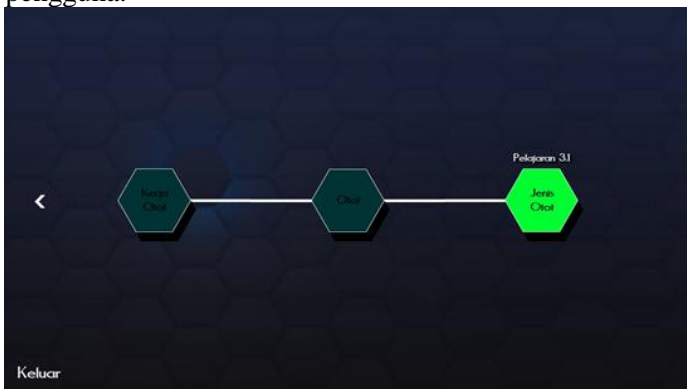 pengguna.
Pelajaran 3.1
Kerja
Otot
Otot
Jenis
Otot
Keluar